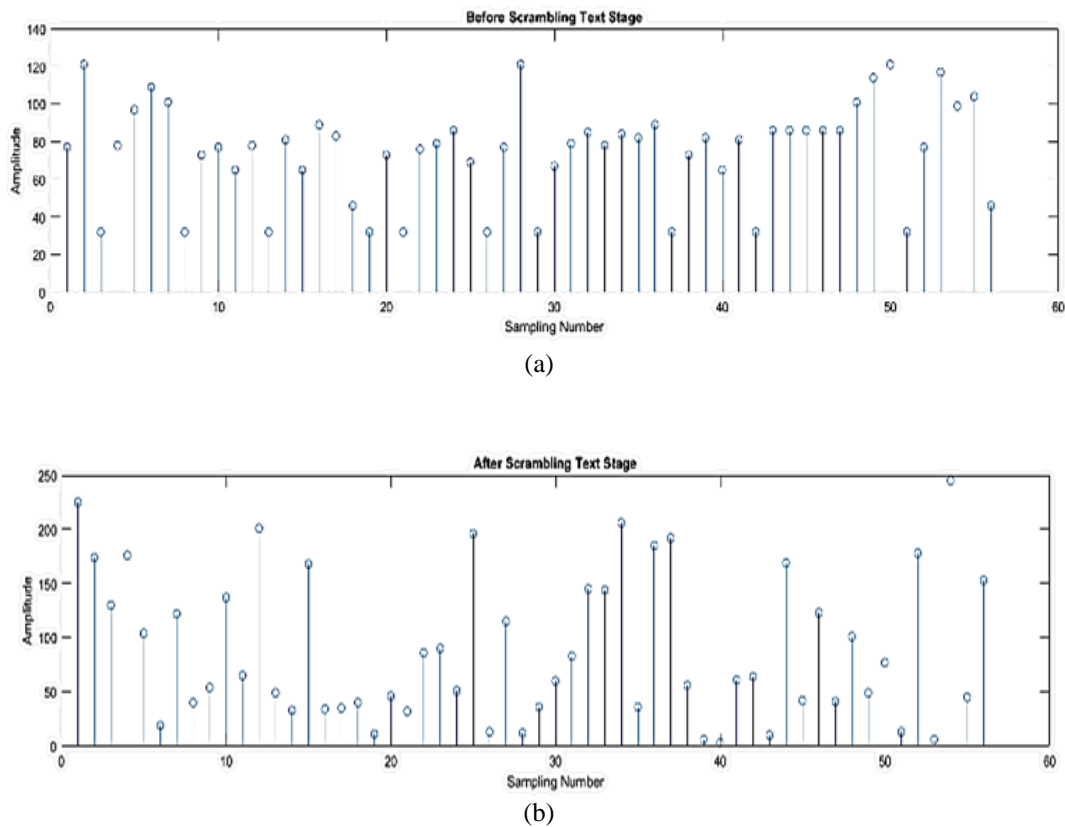 Before Scrambling Text Stage
140
120
100
80
60
40
20
0
Amplitude
0 10 20 30 40 50 60
Sampling Number
(a)
After Scrambling Text Stage
250
200
150
100
50
0
Amplitude
0 10 20 30 40 50 60
Sampling Number
(b)